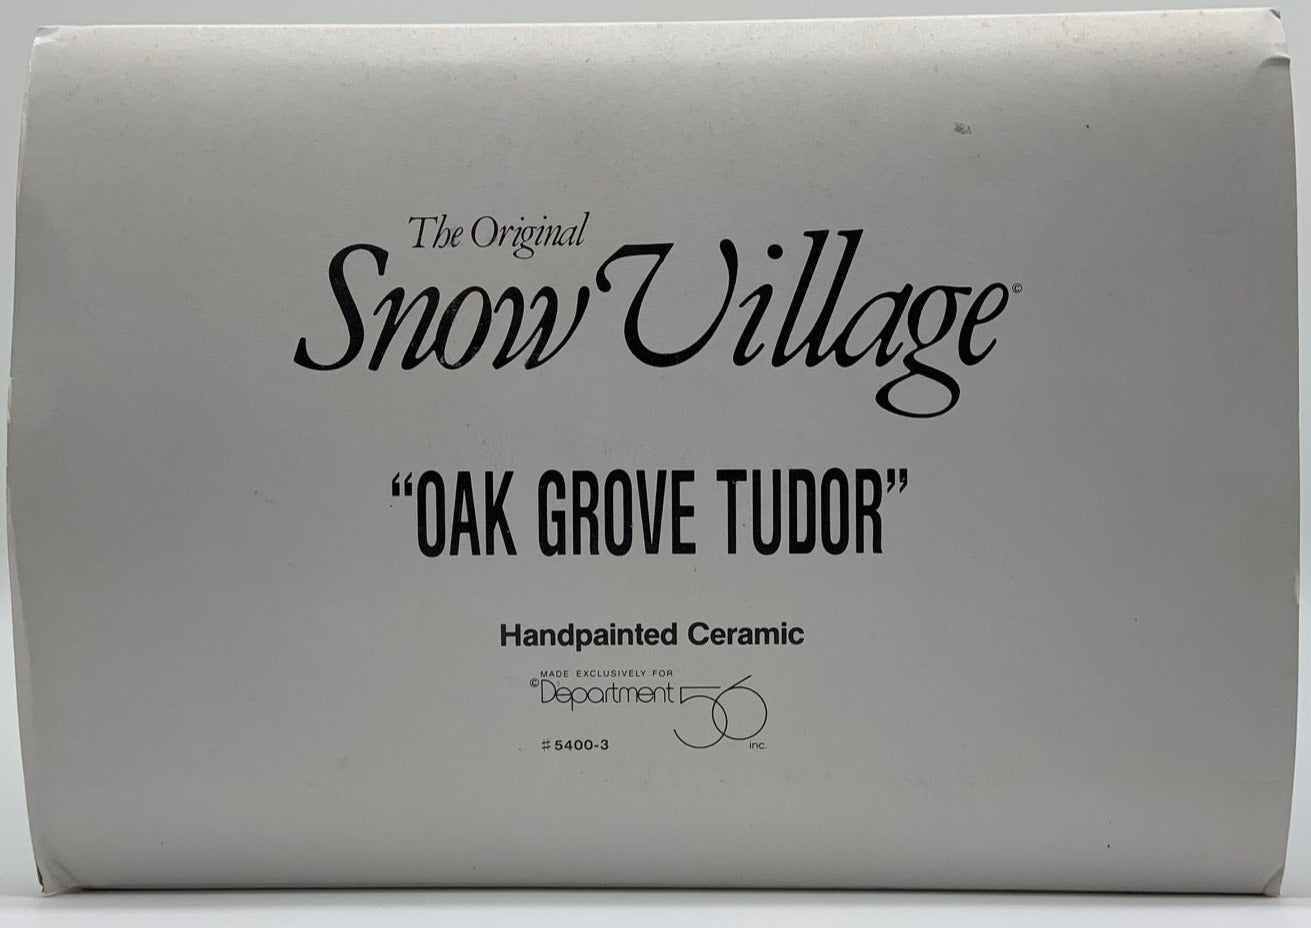 The Original
Snow Village©
“OAK GROVE TUDOR”
Handpainted Ceramic
MADE EXCLUSIVELY FOR
©Department 56
inc.
#5400-3